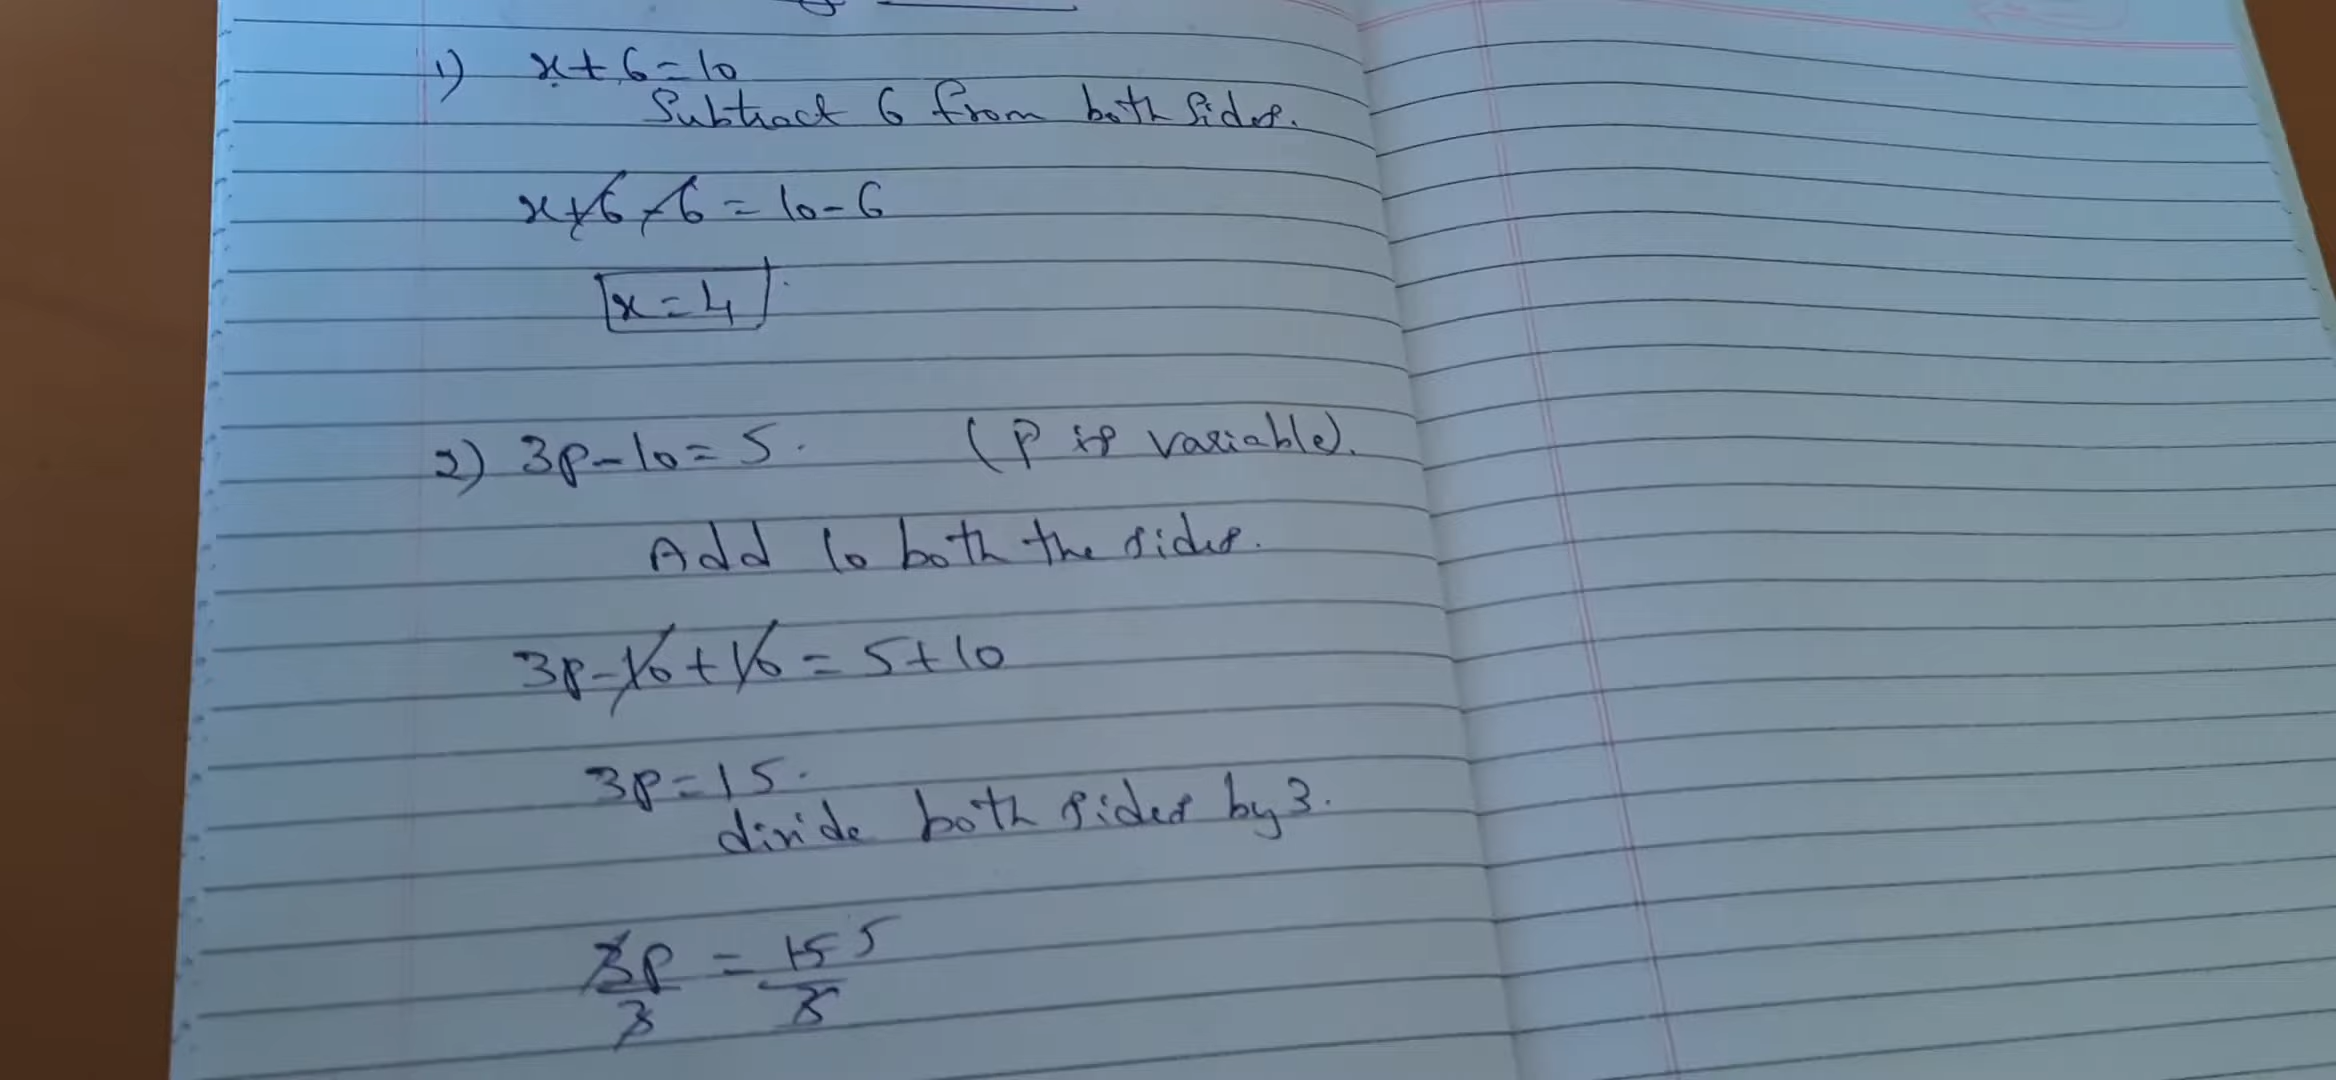 1) x+6=10
Subtract 6 from both sides.
x+6-6=10-6
x=4
2) 3p-10=5. (P is variable).
Add 10 both the sides.
3p-10+10=5+10
3p=15.
divide both sides by 3.
3p/3 = 15/3 5